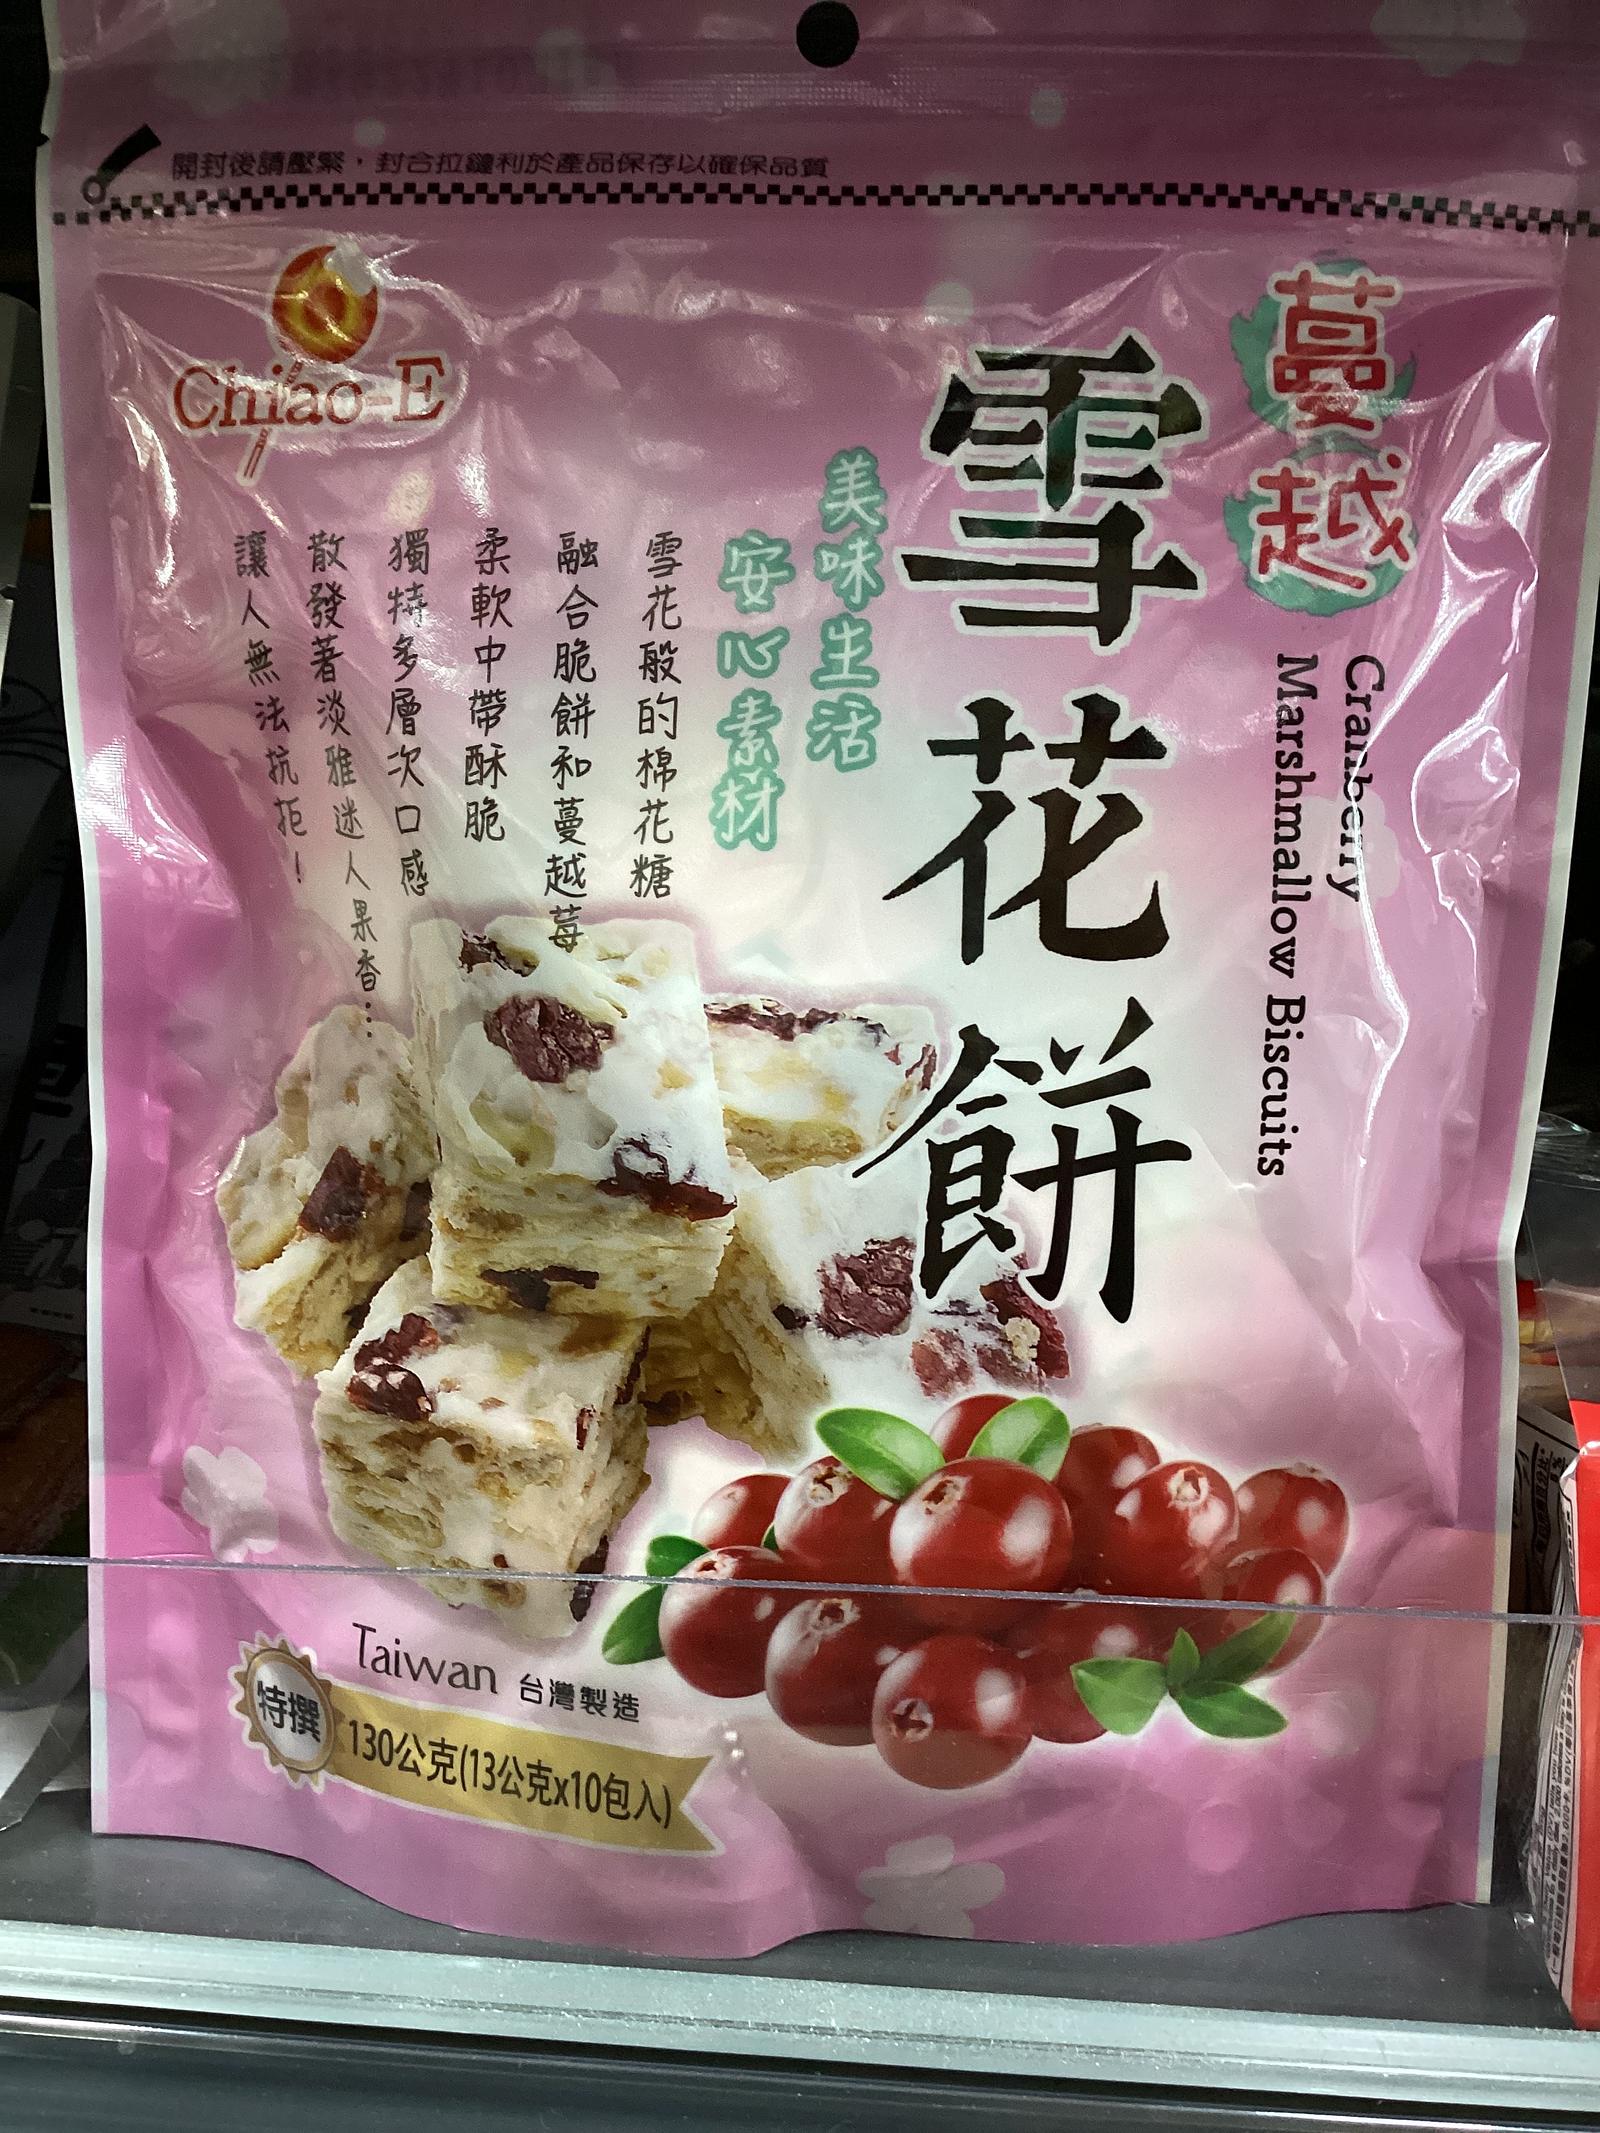 開封後請壓緊，封合拉鏈利於產品保存以確保品質
Chiao-E
蔓越
Cranberry
Marshmallow Biscuits
雪花餅
美味生活
安心素材
雪花般的棉花糖
融合脆餅和蔓越莓
柔軟中帶酥脆
獨特多層次口感
散發著淡雅迷人果香…
讓人無法抗拒！
Taiwan 台灣製造
特撰
130公克(13公克x10包入)